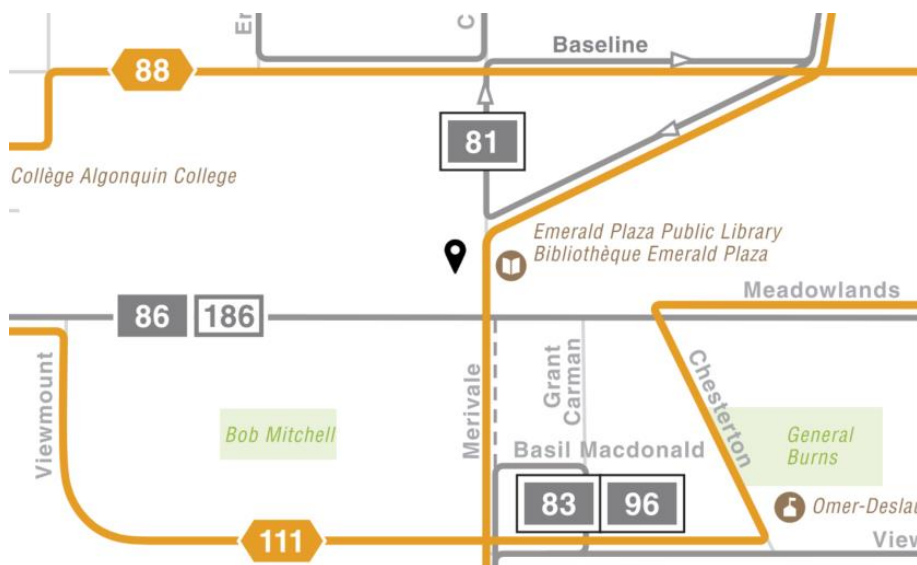 Baseline
88
81
Collège Algonquin College
Emerald Plaza Public Library
Bibliothèque Emerald Plaza
Meadowlands
86
186
Viewmount
Merivale
Grant
Carman
Chesterton
Bob Mitchell
General
Burns
Basil Macdonald
83
96
Omer-Deslau
111
View